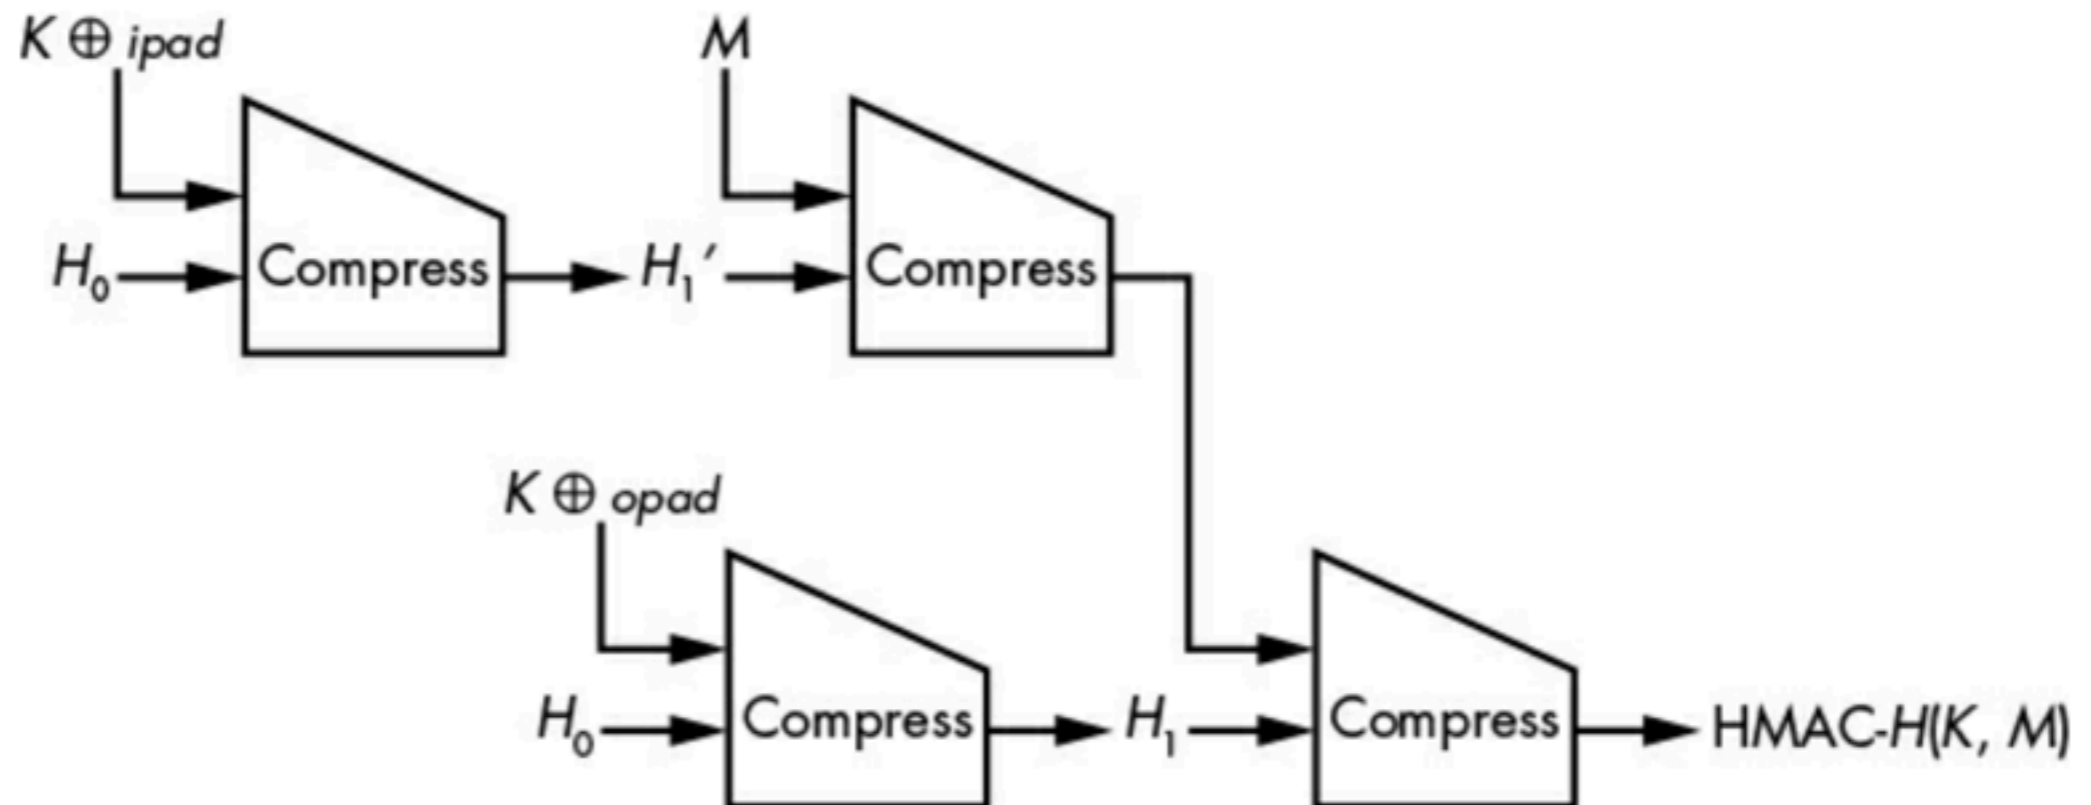 K ⊕ ipad
M
H₀
Compress
H₁′
Compress
K ⊕ opad
H₀
Compress
H₁
Compress
HMAC-H(K, M)